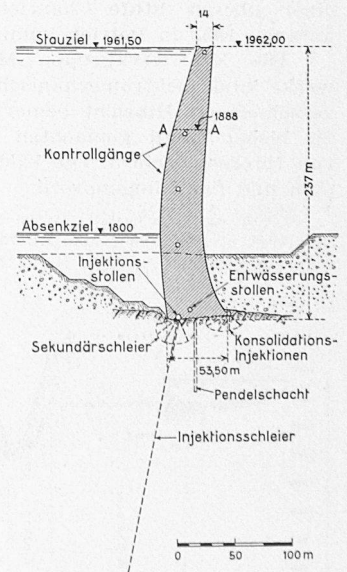 14
Stauziel 1961,50
1962,00
A A
1888
Kontrollgänge
237 m
Absenkziel 1800
Injektions-
stollen
Entwässerungs-
stollen
Sekundärschleier
Konsolidations-
Injektionen
53,50 m
Pendelschacht
Injektionsschleier
0 50 100 m